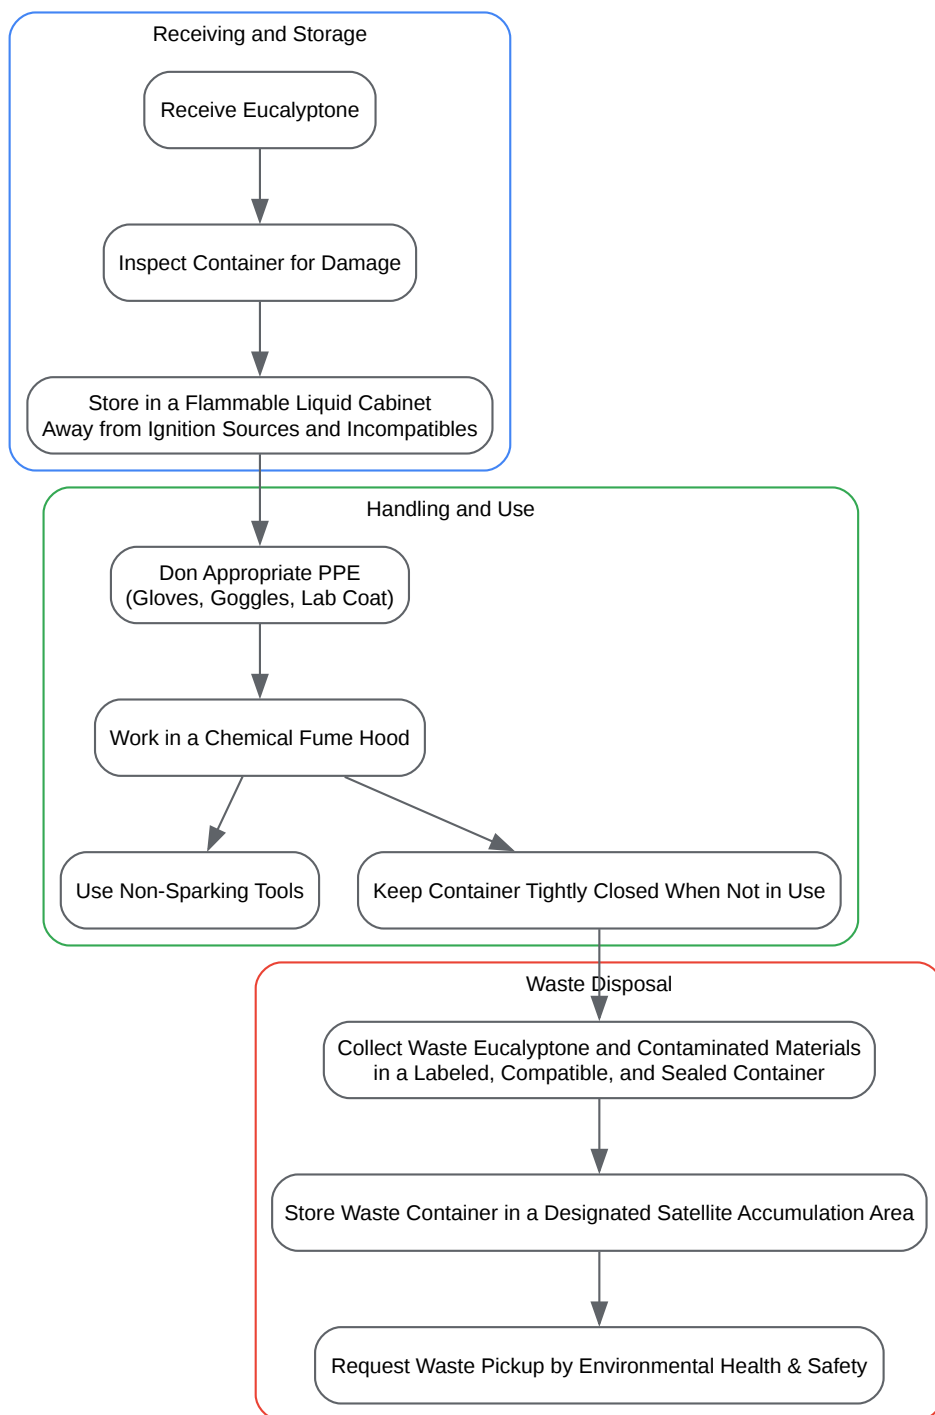 Receiving and Storage
Receive Eucalyptone
Inspect Container for Damage
Store in a Flammable Liquid Cabinet
Away from Ignition Sources and Incompatibles
Handling and Use
Don Appropriate PPE
(Gloves, Goggles, Lab Coat)
Work in a Chemical Fume Hood
Use Non-Sparking Tools
Keep Container Tightly Closed When Not in Use
Waste Disposal
Collect Waste Eucalyptone and Contaminated Materials
in a Labeled, Compatible, and Sealed Container
Store Waste Container in a Designated Satellite Accumulation Area
Request Waste Pickup by Environmental Health & Safety